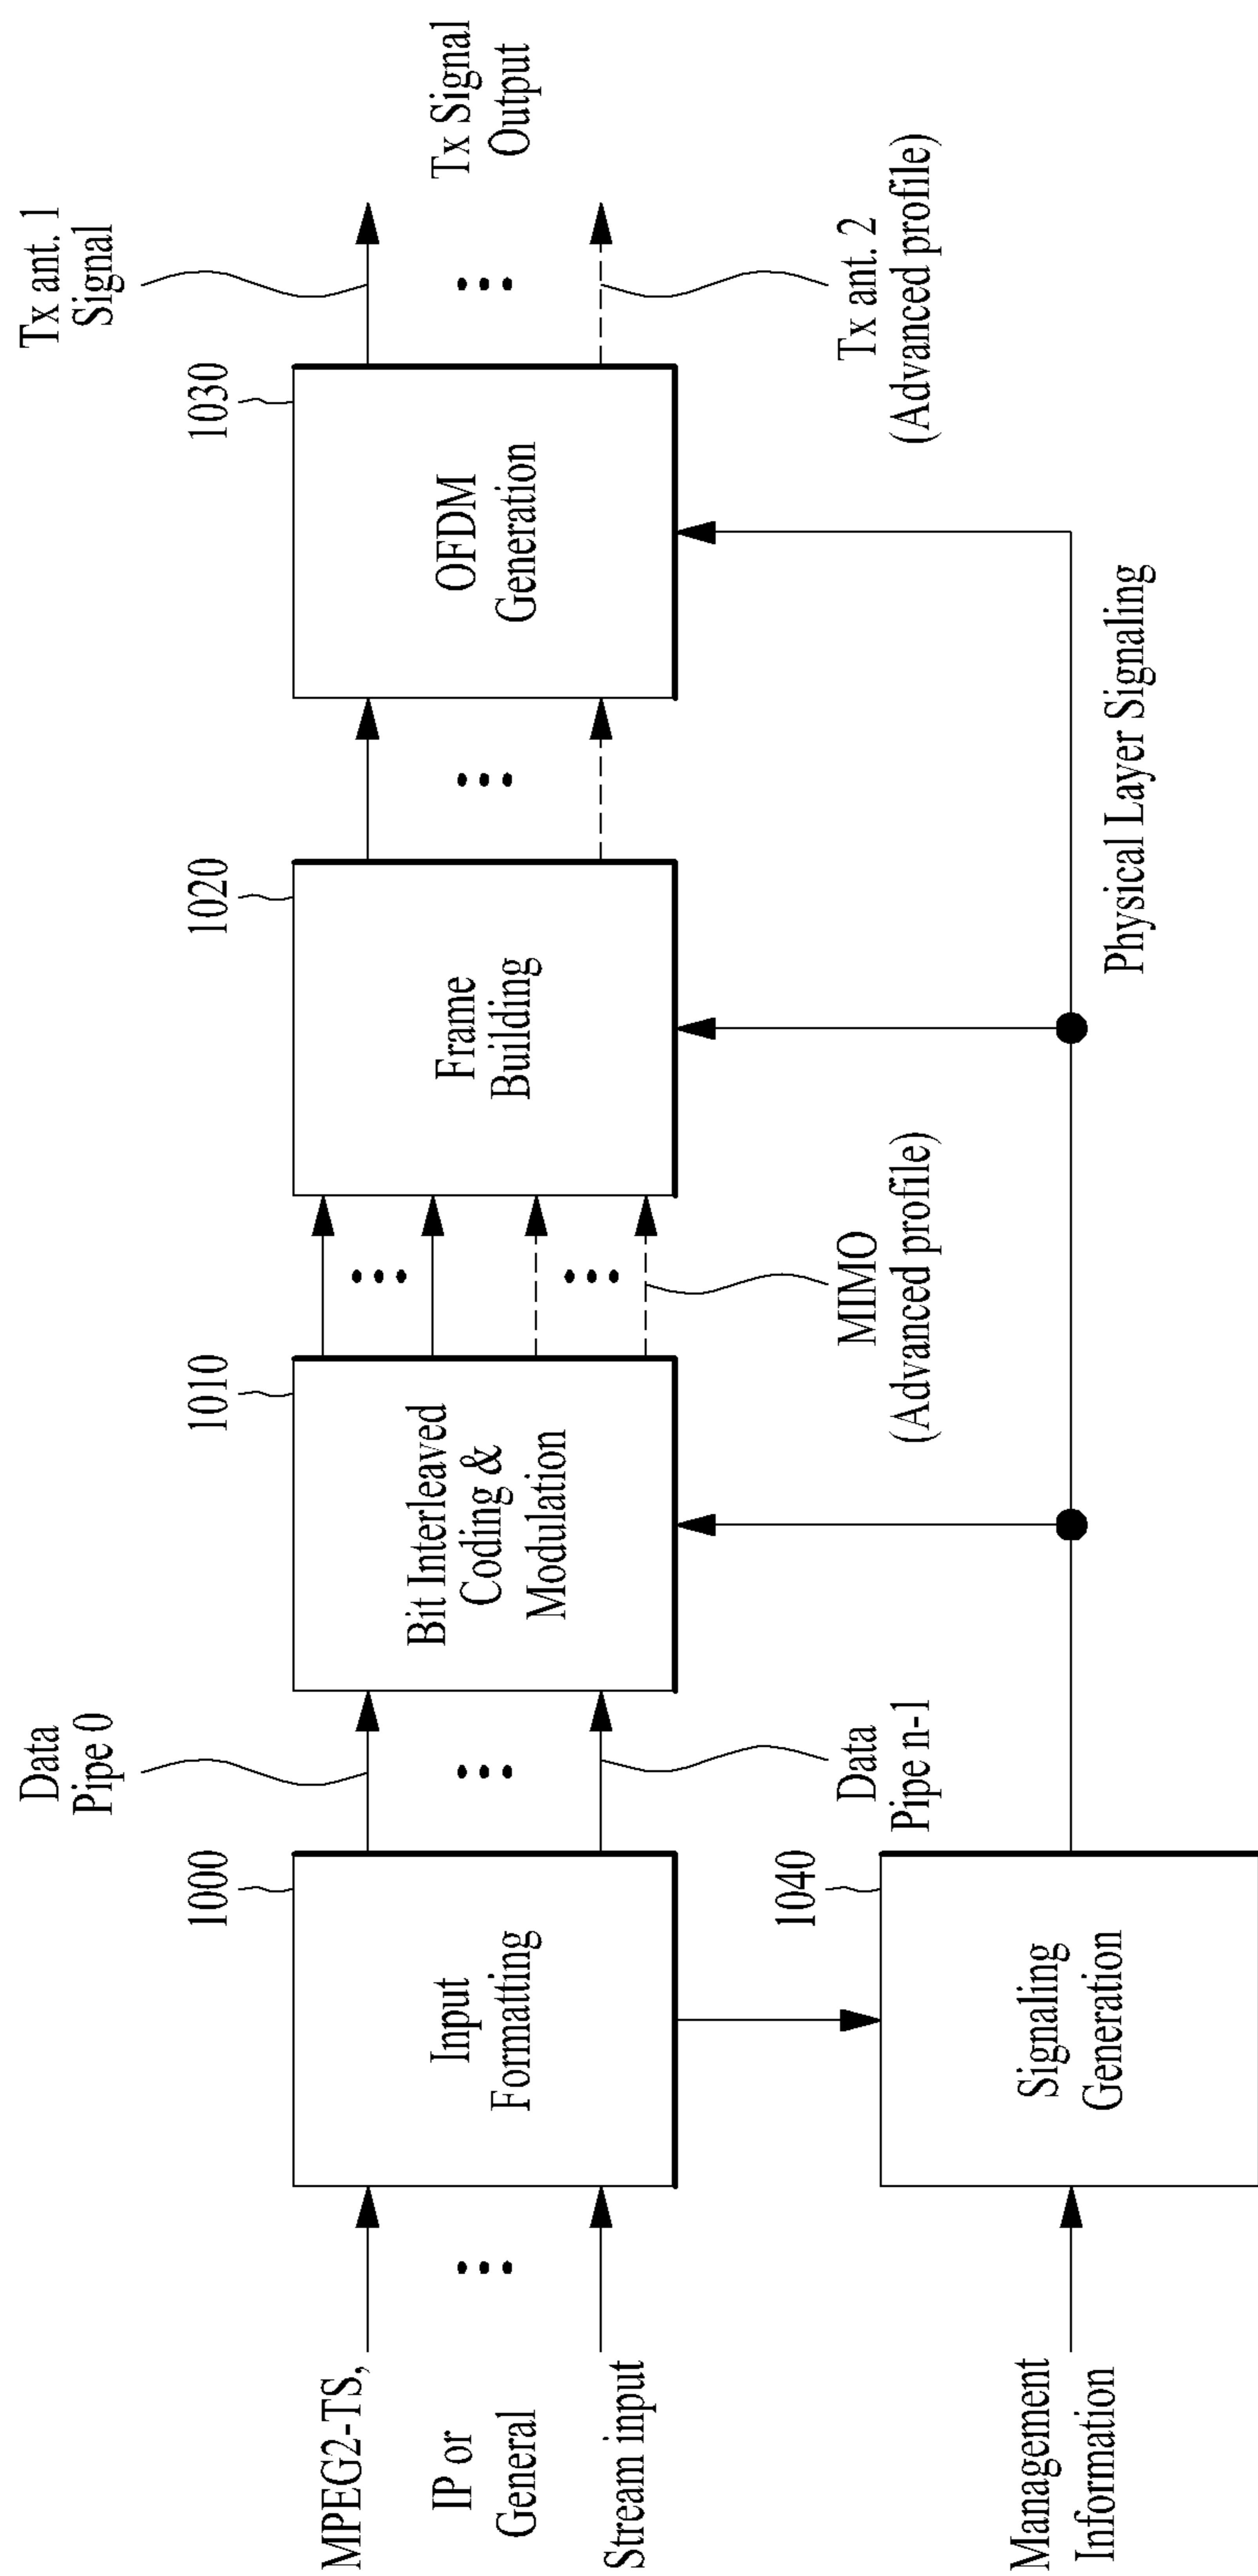 MPEG2-TS,
IP or
General
Stream input
Management
Information
1000
Input
Formatting
1040
Signaling
Generation
Data
Pipe 0
Data
Pipe n-1
1010
Bit Interleaved
Coding &
Modulation
MIMO
(Advanced profile)
1020
Frame
Building
Physical Layer Signaling
1030
OFDM
Generation
Tx ant. 1
Signal
Tx Signal
Output
Tx ant. 2
(Advanced profile)